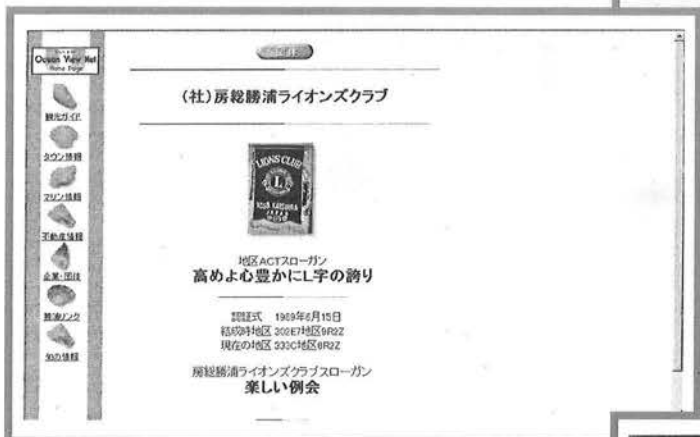 Ocean View Net
Home Page
観光ガイド
タウン情報
マリン情報
不動産情報
企業・団体
勝浦リンク
旬の情報
(社)房総勝浦ライオンズクラブ
LIONS CLUB
L
地区ACTスローガン
高めよ心豊かにL字の誇り
認証式 1989年6月15日
結成時地区 302E7地区9R2Z
現在の地区 333C地区8R2Z
房総勝浦ライオンズクラブスローガン
楽しい例会